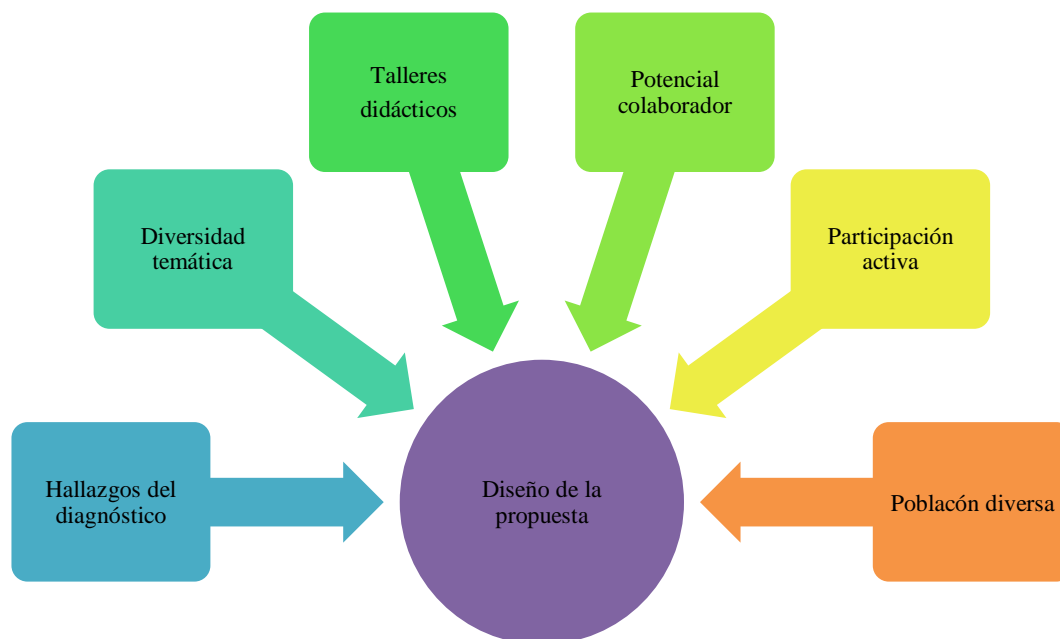 Talleres
didácticos
Potencial
colaborador
Diversidad
temática
Participación
activa
Hallazgos del
diagnóstico
Diseño de la
propuesta
Poblacón diversa